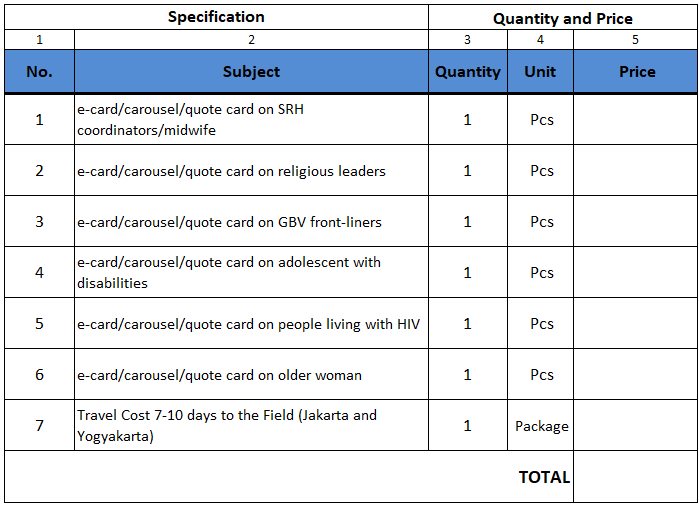 Specification Quantity and Price
1 2 3 4 5
No. Subject Quantity Unit Price
1 e-card/carousel/quote card on SRH
coordinators/midwife 1 Pcs
2 e-card/carousel/quote card on religious leaders 1 Pcs
3 e-card/carousel/quote card on GBV front-liners 1 Pcs
4 e-card/carousel/quote card on adolescent with
disabilities 1 Pcs
5 e-card/carousel/quote card on people living with HIV 1 Pcs
6 e-card/carousel/quote card on older woman 1 Pcs
7 Travel Cost 7-10 days to the Field (Jakarta and
Yogyakarta) 1 Package
TOTAL